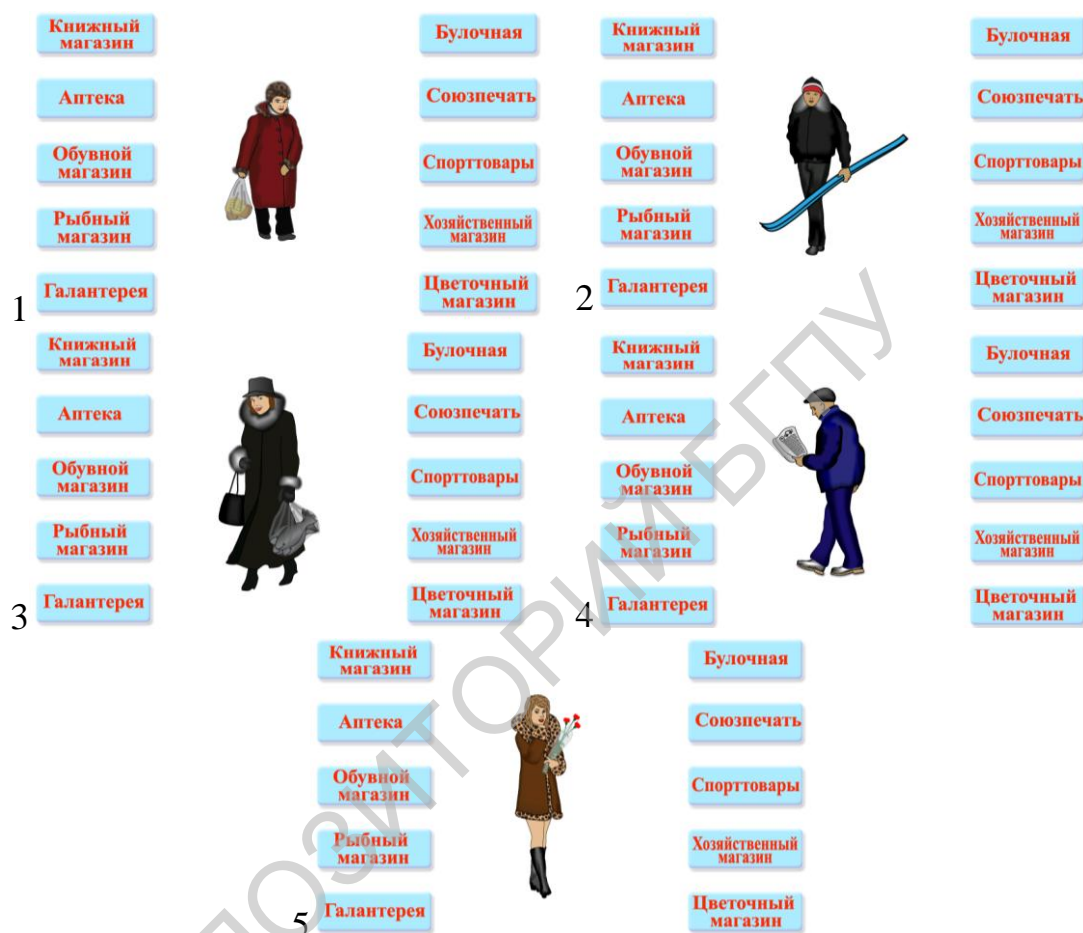 Книжный
магазин
Аптека
Обувной
магазин
Рыбный
магазин
Галантерея
1
Булочная
Союзпечать
Спорттовары
Хозяйственный
магазин
Цветочный
магазин
Книжный
магазин
Аптека
Обувной
магазин
Рыбный
магазин
Галантерея
2
Булочная
Союзпечать
Спорттовары
Хозяйственный
магазин
Цветочный
магазин
Книжный
магазин
Аптека
Обувной
магазин
Рыбный
магазин
Галантерея
3
Булочная
Союзпечать
Спорттовары
Хозяйственный
магазин
Цветочный
магазин
Книжный
магазин
Аптека
Обувной
магазин
Рыбный
магазин
Галантерея
4
Булочная
Союзпечать
Спорттовары
Хозяйственный
магазин
Цветочный
магазин
Книжный
магазин
Аптека
Обувной
магазин
Рыбный
магазин
Галантерея
5
Булочная
Союзпечать
Спорттовары
Хозяйственный
магазин
Цветочный
магазин
ПОЗИТОРИЙ БГПУ